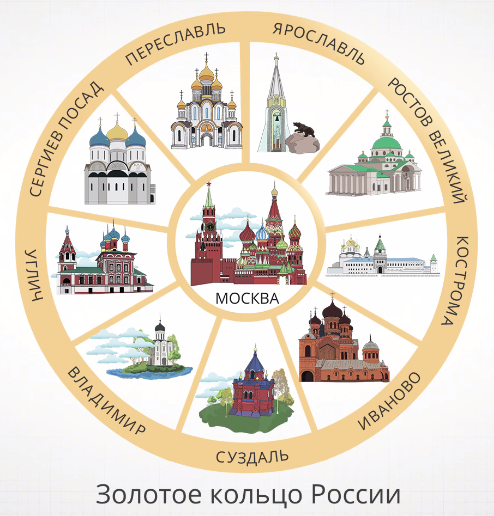 ПЕРЕСЛАВЛЬ
ЯРОСЛАВЛЬ
РОСТОВ ВЕЛИКИЙ
КОСТРОМА
ИВАНОВО
СУЗДАЛЬ
ВЛАДИМИР
УГЛИЧ
СЕРГИЕВ ПОСАД
МОСКВА
Золотое кольцо России